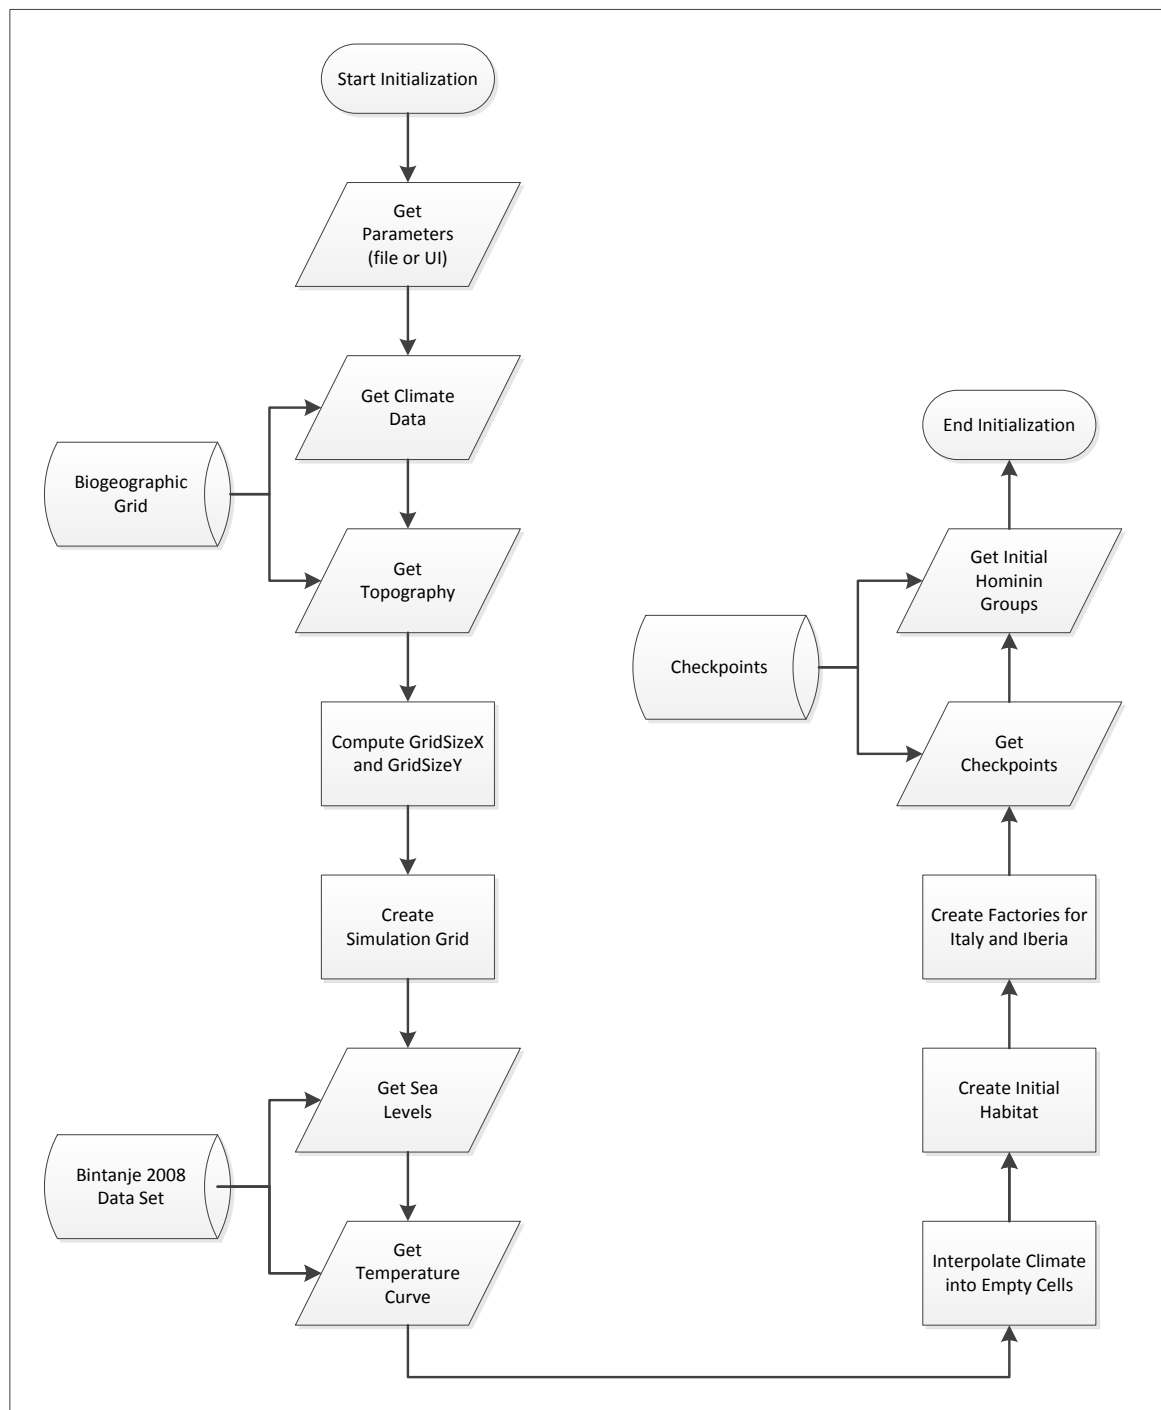 Start Initialization
Get
Parameters
(file or UI)
Get Climate
Data
Biogeographic
Grid
Get
Topography
Compute GridSizeX
and GridSizeY
Create
Simulation Grid
Get Sea
Levels
Bintanje 2008
Data Set
Get
Temperature
Curve
Interpolate Climate
into Empty Cells
Create Initial
Habitat
Create Factories for
Italy and Iberia
Get
Checkpoints
Checkpoints
Get Initial
Hominin
Groups
End Initialization